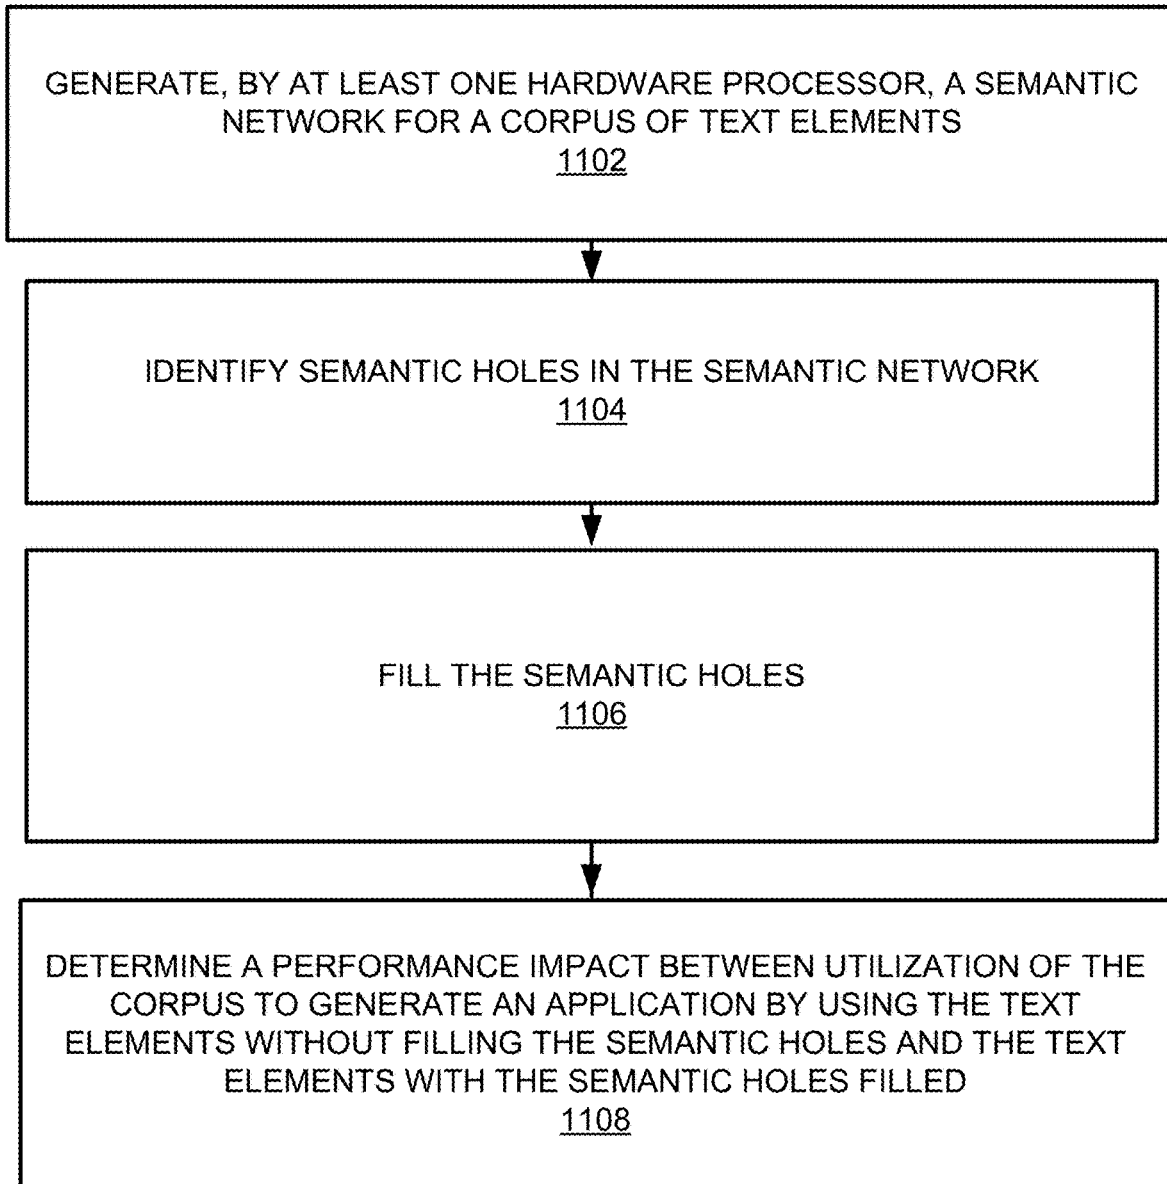 GENERATE, BY AT LEAST ONE HARDWARE PROCESSOR, A SEMANTIC
NETWORK FOR A CORPUS OF TEXT ELEMENTS
1102
IDENTIFY SEMANTIC HOLES IN THE SEMANTIC NETWORK
1104
FILL THE SEMANTIC HOLES
1106
DETERMINE A PERFORMANCE IMPACT BETWEEN UTILIZATION OF THE
CORPUS TO GENERATE AN APPLICATION BY USING THE TEXT
ELEMENTS WITHOUT FILLING THE SEMANTIC HOLES AND THE TEXT
ELEMENTS WITH THE SEMANTIC HOLES FILLED
1108